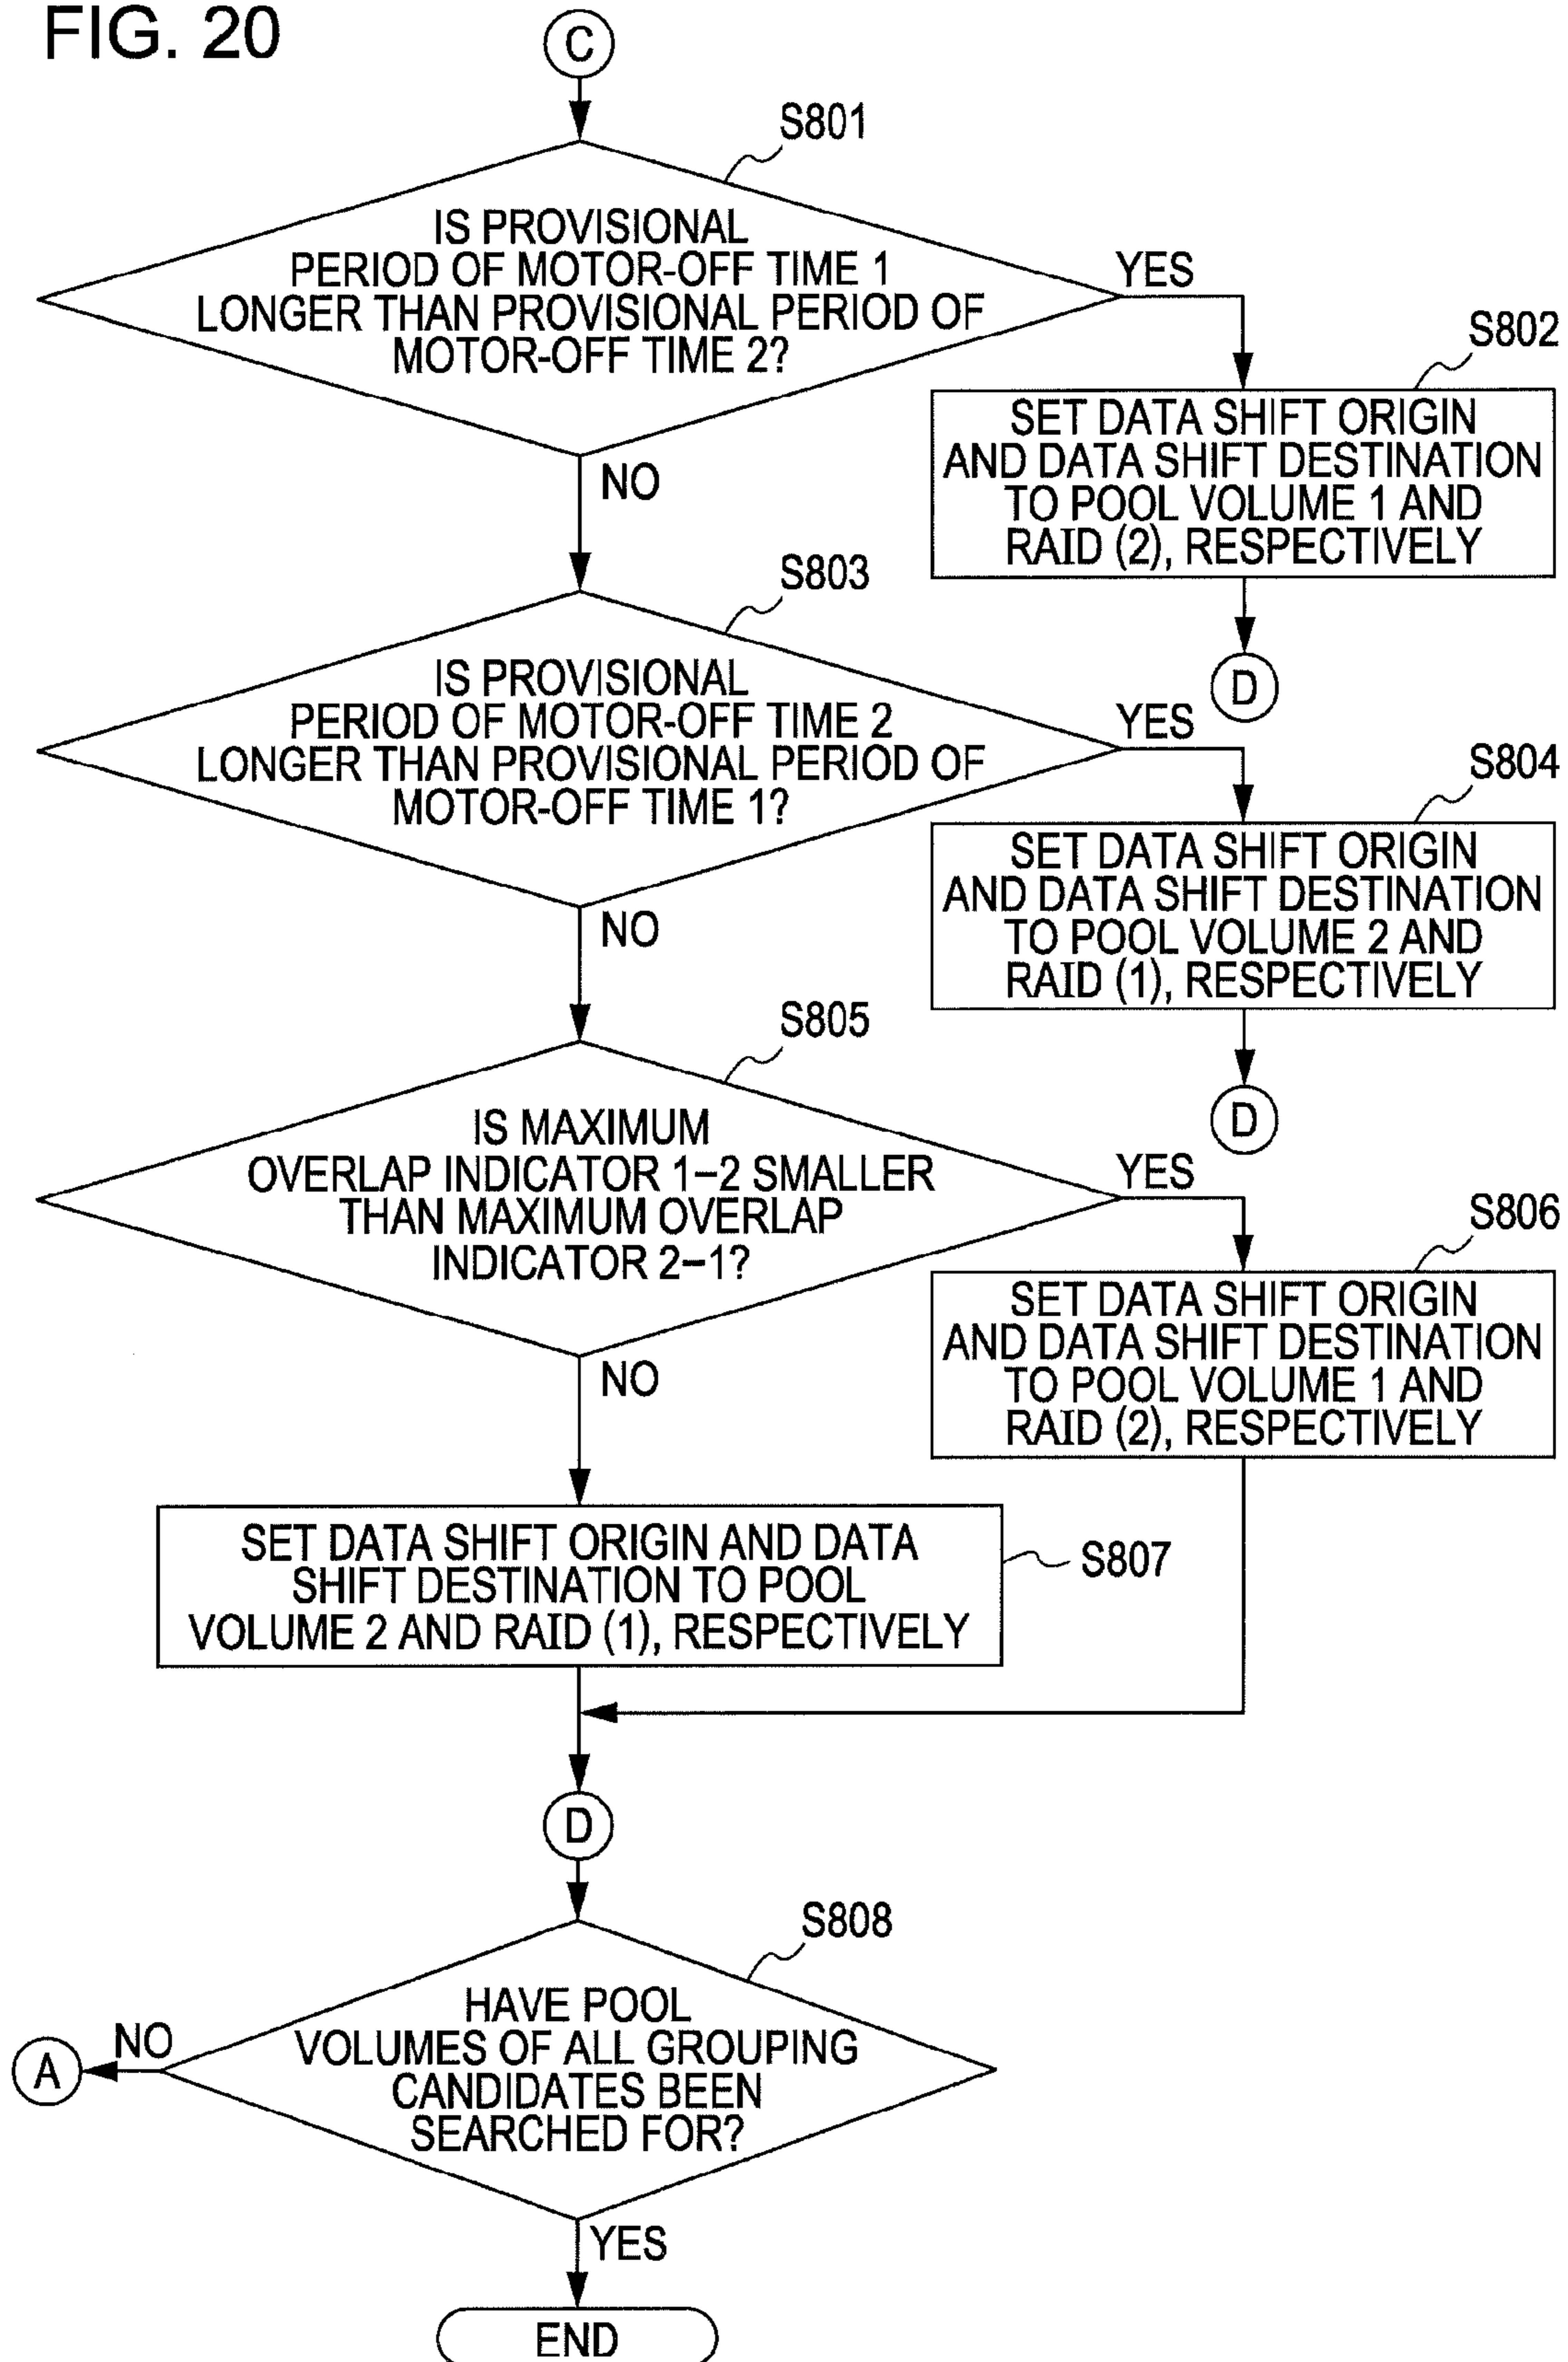 FIG. 20
C
S801
IS PROVISIONAL
PERIOD OF MOTOR-OFF TIME 1
LONGER THAN PROVISIONAL PERIOD OF
MOTOR-OFF TIME 2?
YES
NO
S802
SET DATA SHIFT ORIGIN
AND DATA SHIFT DESTINATION
TO POOL VOLUME 1 AND
RAID (2), RESPECTIVELY
D
S803
IS PROVISIONAL
PERIOD OF MOTOR-OFF TIME 2
LONGER THAN PROVISIONAL PERIOD OF
MOTOR-OFF TIME 1?
YES
NO
S804
SET DATA SHIFT ORIGIN
AND DATA SHIFT DESTINATION
TO POOL VOLUME 2 AND
RAID (1), RESPECTIVELY
D
S805
IS MAXIMUM
OVERLAP INDICATOR 1–2 SMALLER
THAN MAXIMUM OVERLAP
INDICATOR 2–1?
YES
NO
S806
SET DATA SHIFT ORIGIN
AND DATA SHIFT DESTINATION
TO POOL VOLUME 1 AND
RAID (2), RESPECTIVELY
SET DATA SHIFT ORIGIN AND DATA
SHIFT DESTINATION TO POOL
VOLUME 2 AND RAID (1), RESPECTIVELY
S807
D
S808
HAVE POOL
VOLUMES OF ALL GROUPING
CANDIDATES BEEN
SEARCHED FOR?
NO
A
YES
END